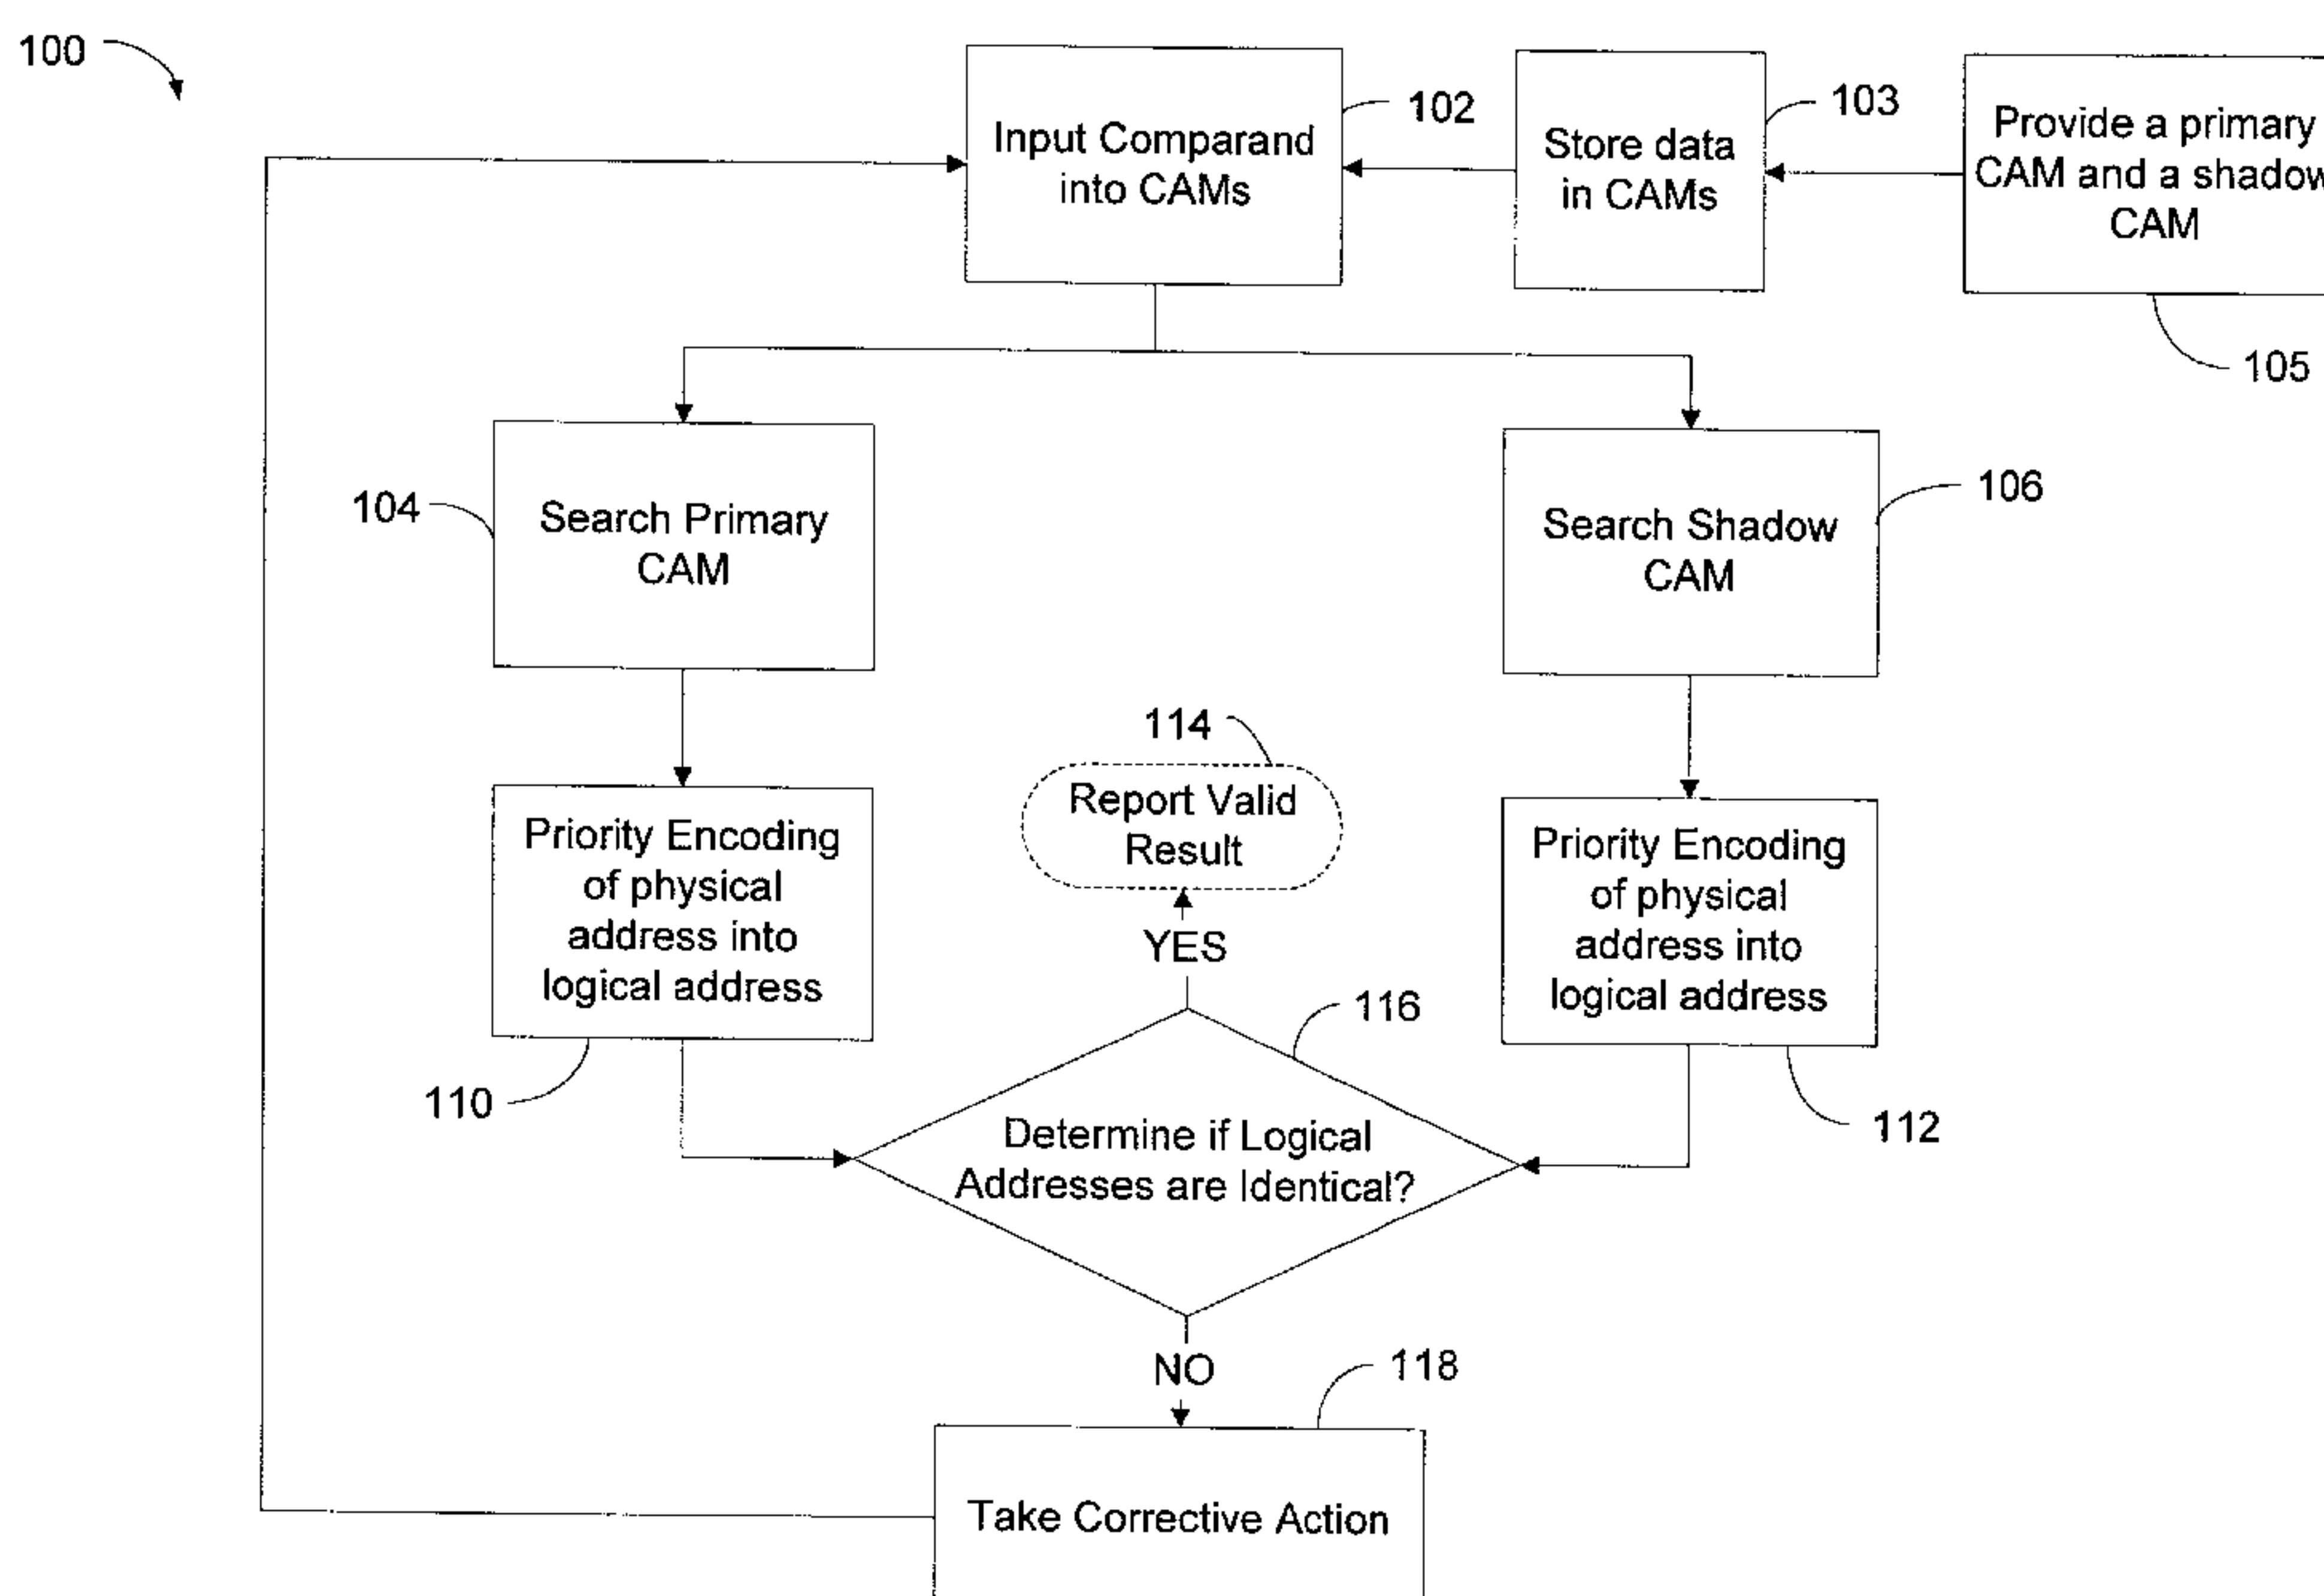 100
Input Comparand
into CAMs
102
Store data
in CAMs
103
Provide a primary
CAM and a shadow
CAM
105
104
Search Primary
CAM
Search Shadow
CAM
106
114
Report Valid
Result
YES
Priority Encoding
of physical
address into
logical address
110
Priority Encoding
of physical
address into
logical address
112
116
Determine if Logical
Addresses are Identical?
NO
118
Take Corrective Action